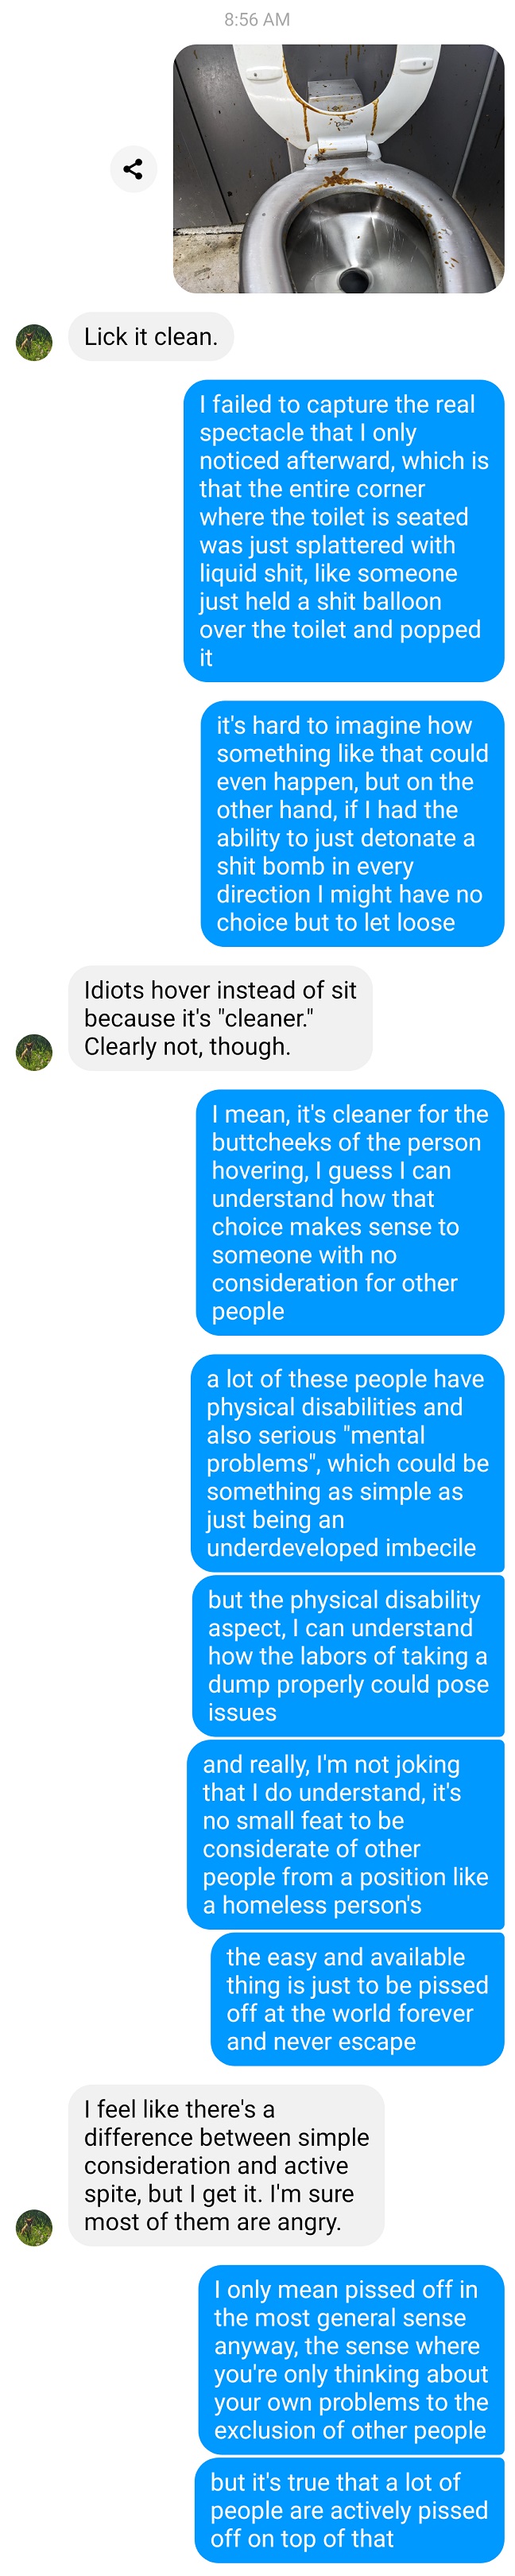 8:56 AM
Lick it clean.
I failed to capture the real
spectacle that I only
noticed afterward, which is
that the entire corner
where the toilet is seated
was just splattered with
liquid shit, like someone
just held a shit balloon
over the toilet and popped
it
it's hard to imagine how
something like that could
even happen, but on the
other hand, if I had the
ability to just detonate a
shit bomb in every
direction I might have no
choice but to let loose
Idiots hover instead of sit
because it's "cleaner."
Clearly not, though.
I mean, it's cleaner for the
buttcheeks of the person
hovering, I guess I can
understand how that
choice makes sense to
someone with no
consideration for other
people
a lot of these people have
physical disabilities and
also serious "mental
problems", which could be
something as simple as
just being an
underdeveloped imbecile
but the physical disability
aspect, I can understand
how the labors of taking a
dump properly could pose
issues
and really, I'm not joking
that I do understand, it's
no small feat to be
considerate of other
people from a position like
a homeless person's
the easy and available
thing is just to be pissed
off at the world forever
and never escape
I feel like there's a
difference between simple
consideration and active
spite, but I get it. I'm sure
most of them are angry.
I only mean pissed off in
the most general sense
anyway, the sense where
you're only thinking about
your own problems to the
exclusion of other people
but it's true that a lot of
people are actively pissed
off on top of that